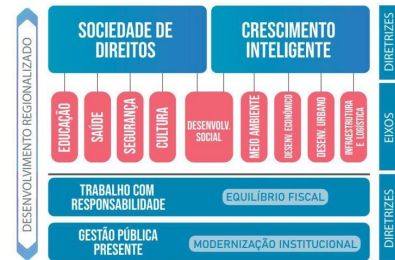 DESENVOLVIMENTO REGIONALIZADO
SOCIEDADE DE
DIREITOS
CRESCIMENTO
INTELIGENTE
DIRETRIZES
EDUCAÇÃO
SAÚDE
SEGURANÇA
CULTURA
DESENVOLV.
SOCIAL
MEIO AMBIENTE
DESENV. ECONÔMICO
DESENV. URBANO
INFRAESTRUTURA
E LOGÍSTICA
EIXOS
TRABALHO COM
RESPONSABILIDADE
EQUILÍBRIO FISCAL
GESTÃO PÚBLICA
PRESENTE
MODERNIZAÇÃO INSTITUCIONAL
DIRETRIZES